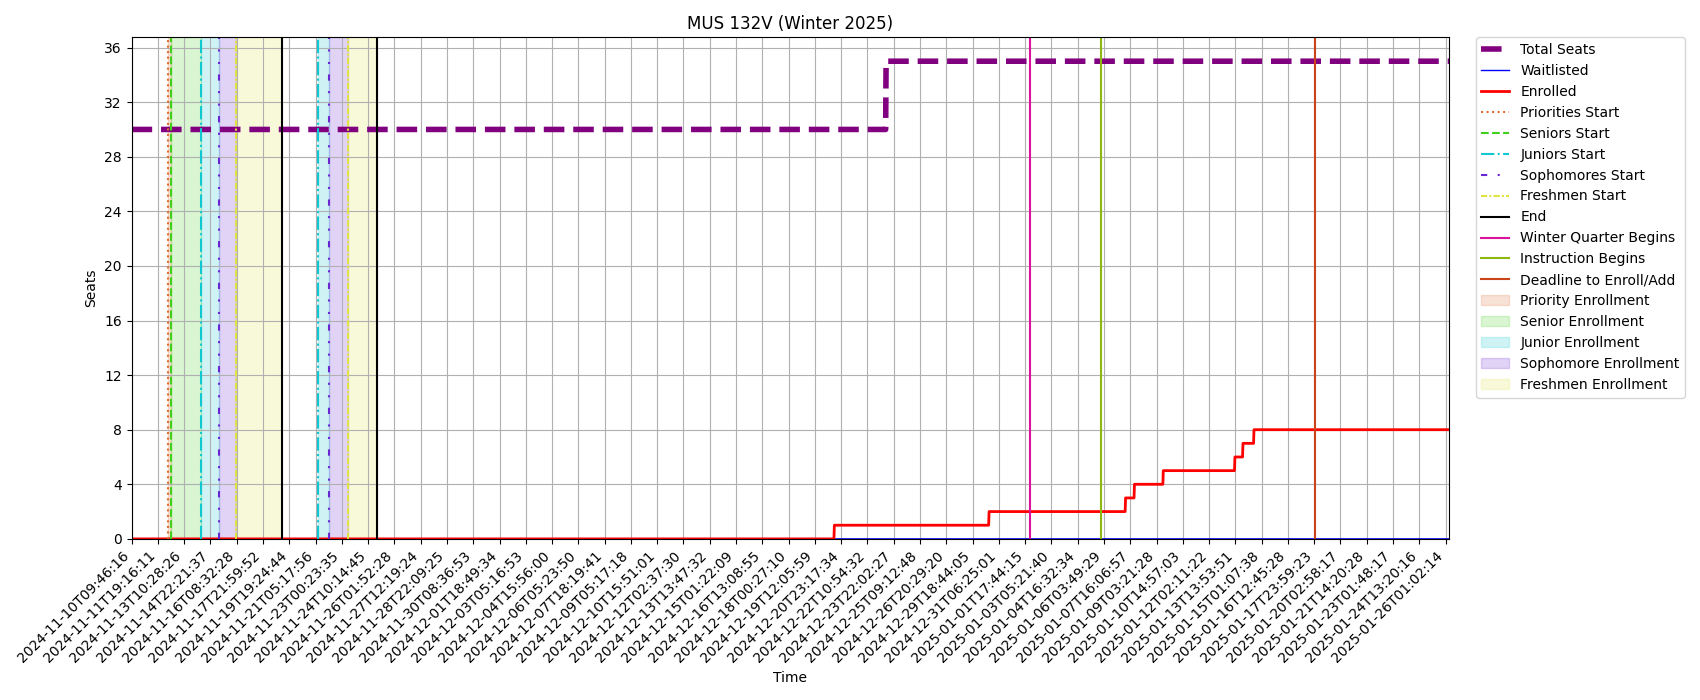 MUS 132V (Winter 2025)
Seats
36
32
28
24
20
16
12
8
4
0
2024-11-10T09:46:16
2024-11-11T19:16:11
2024-11-13T10:28:26
2024-11-14T22:21:37
2024-11-16T08:32:28
2024-11-17T21:59:52
2024-11-19T19:24:44
2024-11-21T05:17:56
2024-11-23T00:23:35
2024-11-24T10:14:45
2024-11-26T01:52:28
2024-11-27T12:19:24
2024-11-28T22:09:25
2024-11-30T08:36:53
2024-12-01T18:49:34
2024-12-03T05:16:53
2024-12-04T15:56:00
2024-12-06T05:23:50
2024-12-07T18:19:41
2024-12-09T05:17:18
2024-12-10T15:51:01
2024-12-12T02:37:30
2024-12-13T13:47:32
2024-12-15T01:22:09
2024-12-16T13:08:55
2024-12-18T00:27:10
2024-12-19T12:05:59
2024-12-20T23:17:34
2024-12-22T10:54:32
2024-12-23T22:02:27
2024-12-25T09:12:48
2024-12-26T20:29:20
2024-12-29T18:44:05
2024-12-31T06:25:01
2025-01-01T17:44:15
2025-01-03T05:21:40
2025-01-04T16:32:34
2025-01-06T03:49:29
2025-01-07T16:06:57
2025-01-09T03:21:28
2025-01-10T14:57:03
2025-01-12T02:11:22
2025-01-13T13:53:51
2025-01-15T01:07:38
2025-01-16T12:45:28
2025-01-17T23:59:23
2025-01-20T02:58:17
2025-01-21T14:20:28
2025-01-23T01:48:17
2025-01-24T13:20:16
2025-01-26T01:02:14
Time
Total Seats
Waitlisted
Enrolled
Priorities Start
Seniors Start
Juniors Start
Sophomores Start
Freshmen Start
End
Winter Quarter Begins
Instruction Begins
Deadline to Enroll/Add
Priority Enrollment
Senior Enrollment
Junior Enrollment
Sophomore Enrollment
Freshmen Enrollment